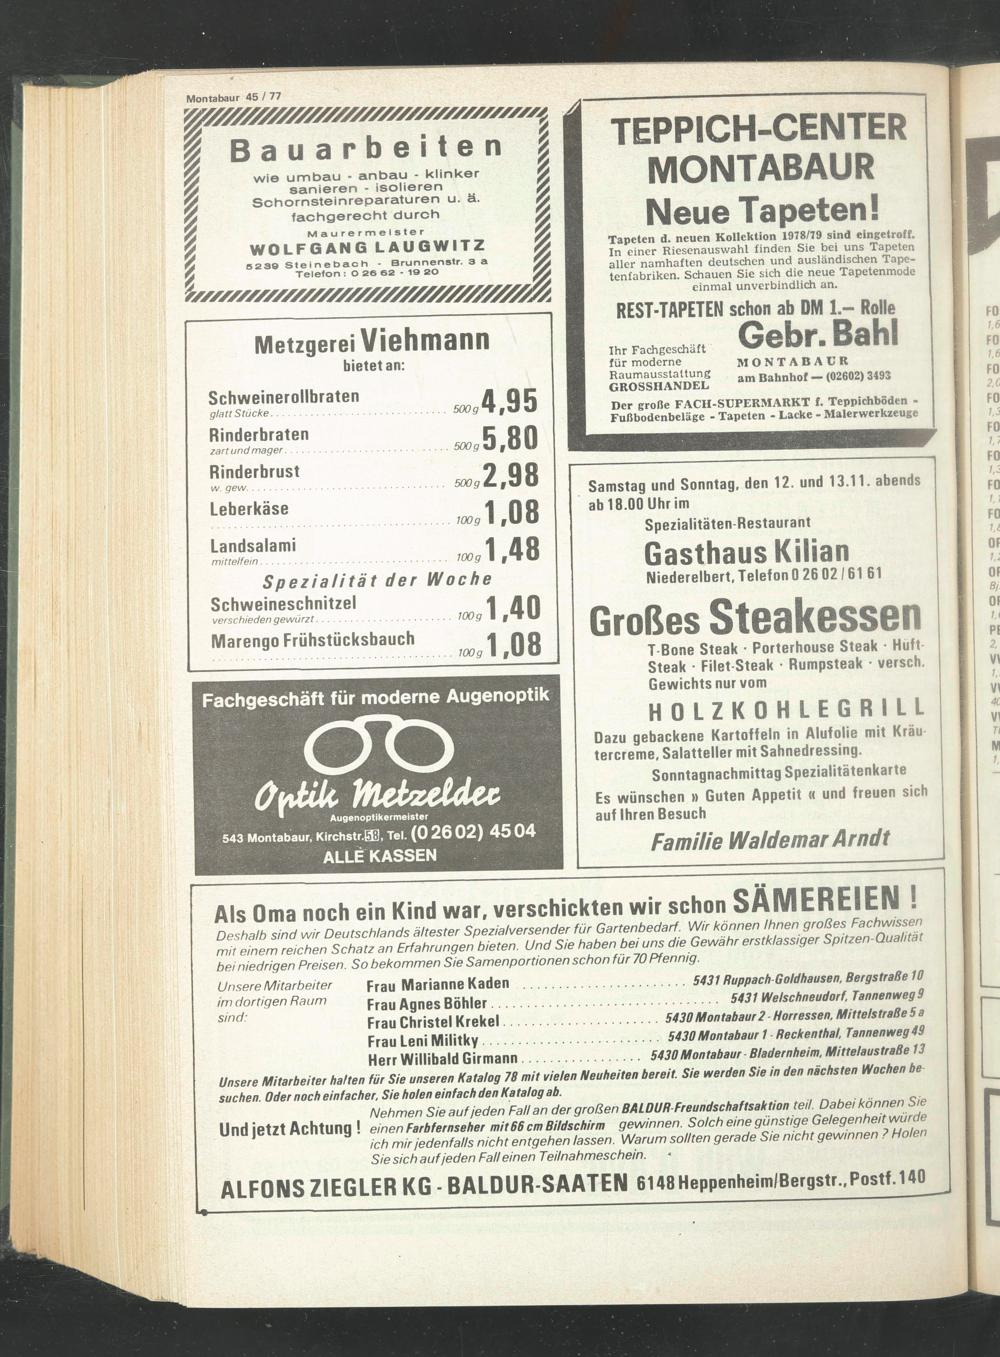 Montabaur 45 / 77
Bauarbeiten
wie umbau - anbau - klinker
sanieren - isolieren
Schornsteinreparaturen u. ä.
fachgerecht durch
Maurermeister
WOLFGANG LAUGWITZ
5239 Steinebach - Brunnenstr. 3 a
Telefon: 0 26 62 - 19 20
Metzgerei Viehmann
bietet an:
Schweinerollbraten
glatt Stücke 500 g 4,95
Rinderbraten
zart und mager 500 g 5,80
Rinderbrust
w. gew. 500 g 2,98
Leberkäse
100 g 1,08
Landsalami
mittelfein 100 g 1,48
Spezialität der Woche
Schweineschnitzel
verschieden gewürzt 100 g 1,40
Marengo Frühstücksbauch
100 g 1,08
Fachgeschäft für moderne Augenoptik
Optik Metzelder
Augenoptikermeister
543 Montabaur, Kirchstr. 58, Tel. (0 26 02) 45 04
ALLE KASSEN
TEPPICH-CENTER
MONTABAUR
Neue Tapeten!
Tapeten d. neuen Kollektion 1978/79 sind eingetroff.
In einer Riesenauswahl finden Sie bei uns Tapeten
aller namhaften deutschen und ausländischen Tape-
tenfabriken. Schauen Sie sich die neue Tapetenmode
einmal unverbindlich an.
REST-TAPETEN schon ab DM 1.— Rolle
Gebr. Bahl
Ihr Fachgeschäft
für moderne
Raumausstattung
GROSSHANDEL
MONTABAUR
am Bahnhof — (02602) 3493
Der große FACH-SUPERMARKT f. Teppichböden -
Fußbodenbeläge - Tapeten - Lacke - Malerwerkzeuge
Samstag und Sonntag, den 12. und 13.11. abends
ab 18.00 Uhr im
Spezialitäten-Restaurant
Gasthaus Kilian
Niederelbert, Telefon 0 26 02 / 61 61
Großes Steakessen
T-Bone Steak · Porterhouse Steak · Hüft-
Steak · Filet-Steak · Rumpsteak · versch.
Gewichts nur vom
HOLZKOHLEGRILL
Dazu gebackene Kartoffeln in Alufolie mit Kräu-
tercreme, Salatteller mit Sahnedressing.
Sonntagnachmittag Spezialitätenkarte
Es wünschen » Guten Appetit « und freuen sich
auf Ihren Besuch
Familie Waldemar Arndt
Als Oma noch ein Kind war, verschickten wir schon SÄMEREIEN !
Deshalb sind wir Deutschlands ältester Spezialversender für Gartenbedarf. Wir können Ihnen großes Fachwissen
mit einem reichen Schatz an Erfahrungen bieten. Und Sie haben bei uns die Gewähr erstklassiger Spitzen-Qualität
bei niedrigen Preisen. So bekommen Sie Samenportionen schon für 70 Pfennig.
Unsere Mitarbeiter
im dortigen Raum
sind:
Frau Marianne Kaden 5431 Ruppach-Goldhausen, Bergstraße 10
Frau Agnes Böhler 5431 Welschneudorf, Tannenweg 9
Frau Christel Krekel 5430 Montabaur 2 - Horressen, Mittelstraße 5 a
Frau Leni Militky 5430 Montabaur 1 - Reckenthal, Tannenweg 49
Herr Willibald Girmann 5430 Montabaur - Bladernheim, Mittelaustraße 13
Unsere Mitarbeiter halten für Sie unseren Katalog 78 mit vielen Neuheiten bereit. Sie werden Sie in den nächsten Wochen be-
suchen. Oder noch einfacher, Sie holen einfach den Katalog ab.
Und jetzt Achtung !
Nehmen Sie auf jeden Fall an der großen BALDUR-Freundschaftsaktion teil. Dabei können Sie
einen Farbfernseher mit 66 cm Bildschirm gewinnen. Solch eine günstige Gelegenheit würde
ich mir jedenfalls nicht entgehen lassen. Warum sollten gerade Sie nicht gewinnen ? Holen
Sie sich auf jeden Fall einen Teilnahmeschein.
ALFONS ZIEGLER KG - BALDUR-SAATEN 6148 Heppenheim/Bergstr., Postf. 140